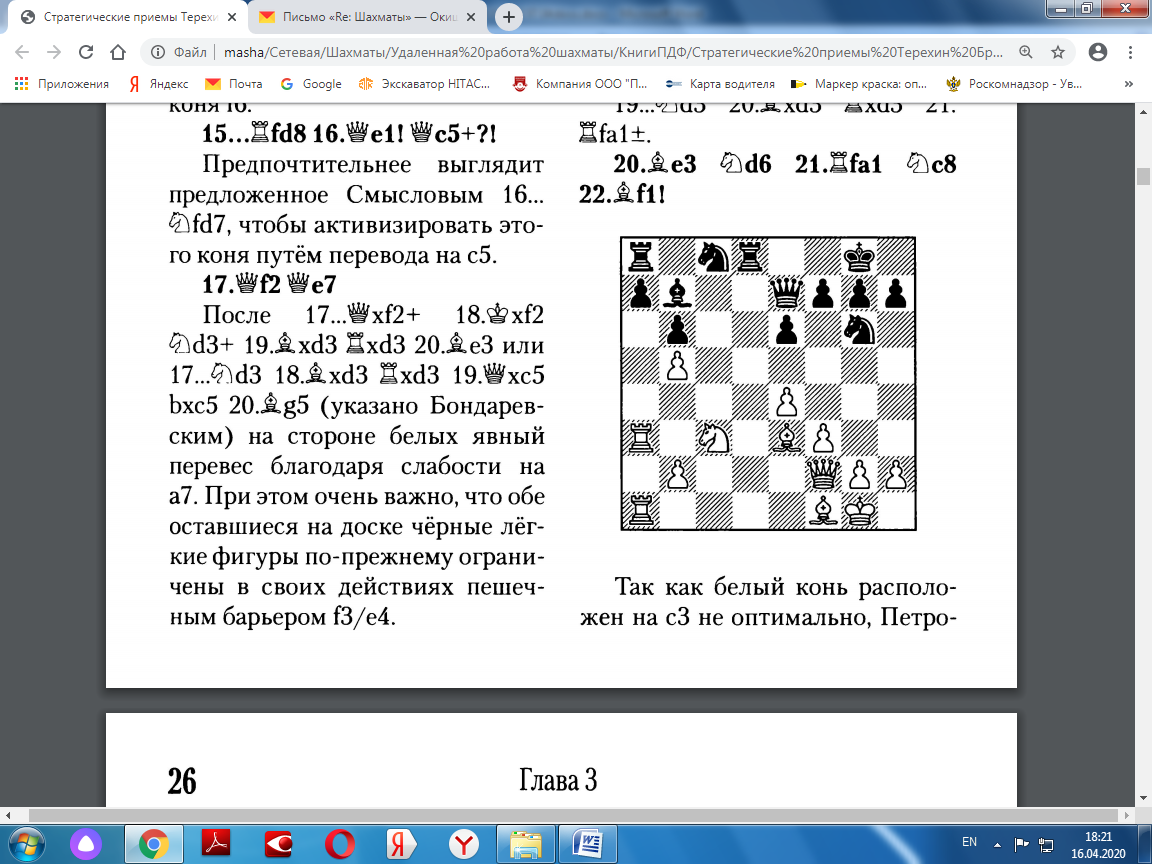 Стратегические приемы Терехи
Письмо «Re: Шахматы» — Окиш
Файл masha/Сетевая/Шахматы/Удаленная%20работа%20шахматы/КнигиПДФ/Стратегические%20приемы%20Терехин%20Бр...
Приложения Яндекс Почта Google Экскаватор HITAC... Компания ООО "П... Карта водителя Маркер краска: оп... Роскомнадзор - Ув... »
коня f6.
15...♖fd8 16.♕e1! ♕c5+?!
Предпочтительнее выглядит
предложенное Смысловым 16...
♘fd7, чтобы активизировать это-
го коня путём перевода на c5.
17.♕f2 ♕e7
После 17...♕xf2+ 18.♔xf2
♘d3+ 19.♗xd3 ♖xd3 20.♗e3 или
17...♘d3 18.♗xd3 ♖xd3 19.♕xc5
bxc5 20.♗g5 (указано Бондарев-
ским) на стороне белых явный
перевес благодаря слабости на
a7. При этом очень важно, что обе
оставшиеся на доске чёрные лёг-
кие фигуры по-прежнему ограни-
чены в своих действиях пешеч-
ным барьером f3/e4.
19...♘d3 20.♗xd3 ♖xd3 21.
♖fa1±.
20.♗e3 ♘d6 21.♖fa1 ♘c8
22.♗f1!
Так как белый конь располо-
жен на c3 не оптимально, Петро-
26
Глава 3
EN
18:21
16.04.2020